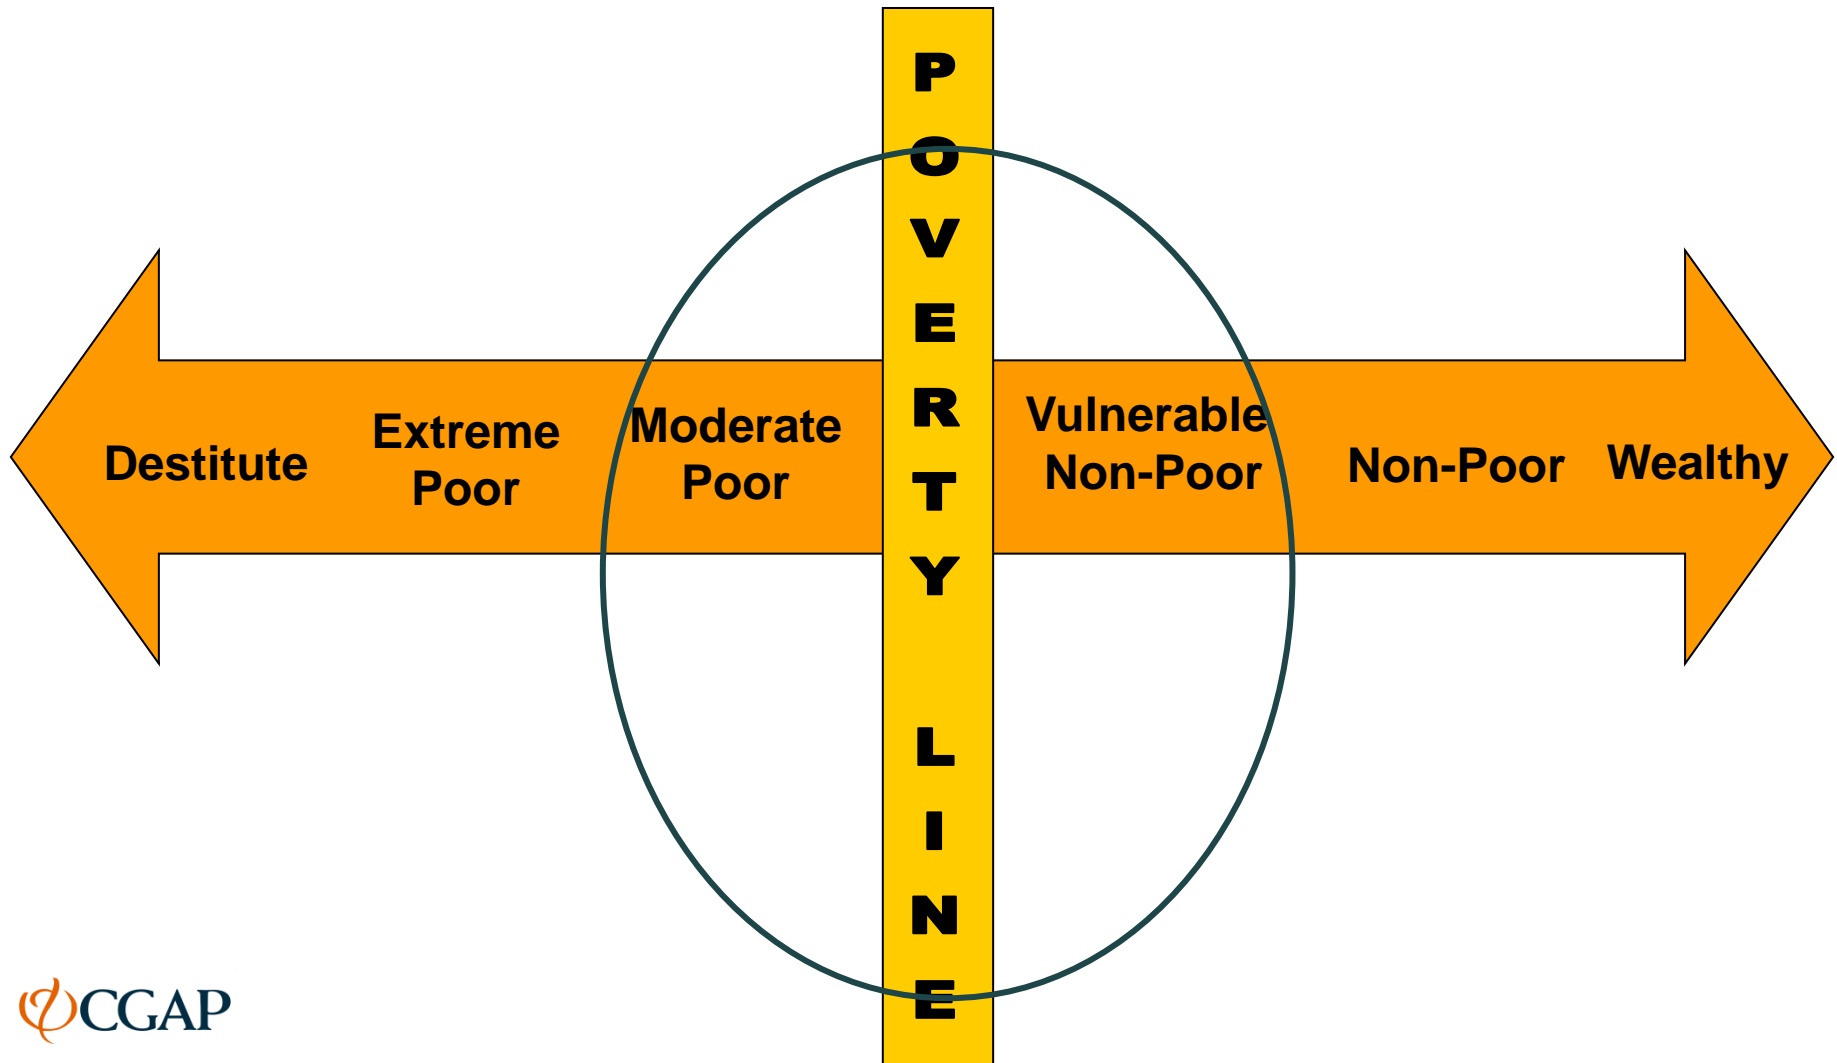 POVERTY LINE
Destitute
Extreme
Poor
Moderate
Poor
Vulnerable
Non-Poor
Non-Poor
Wealthy
CGAP